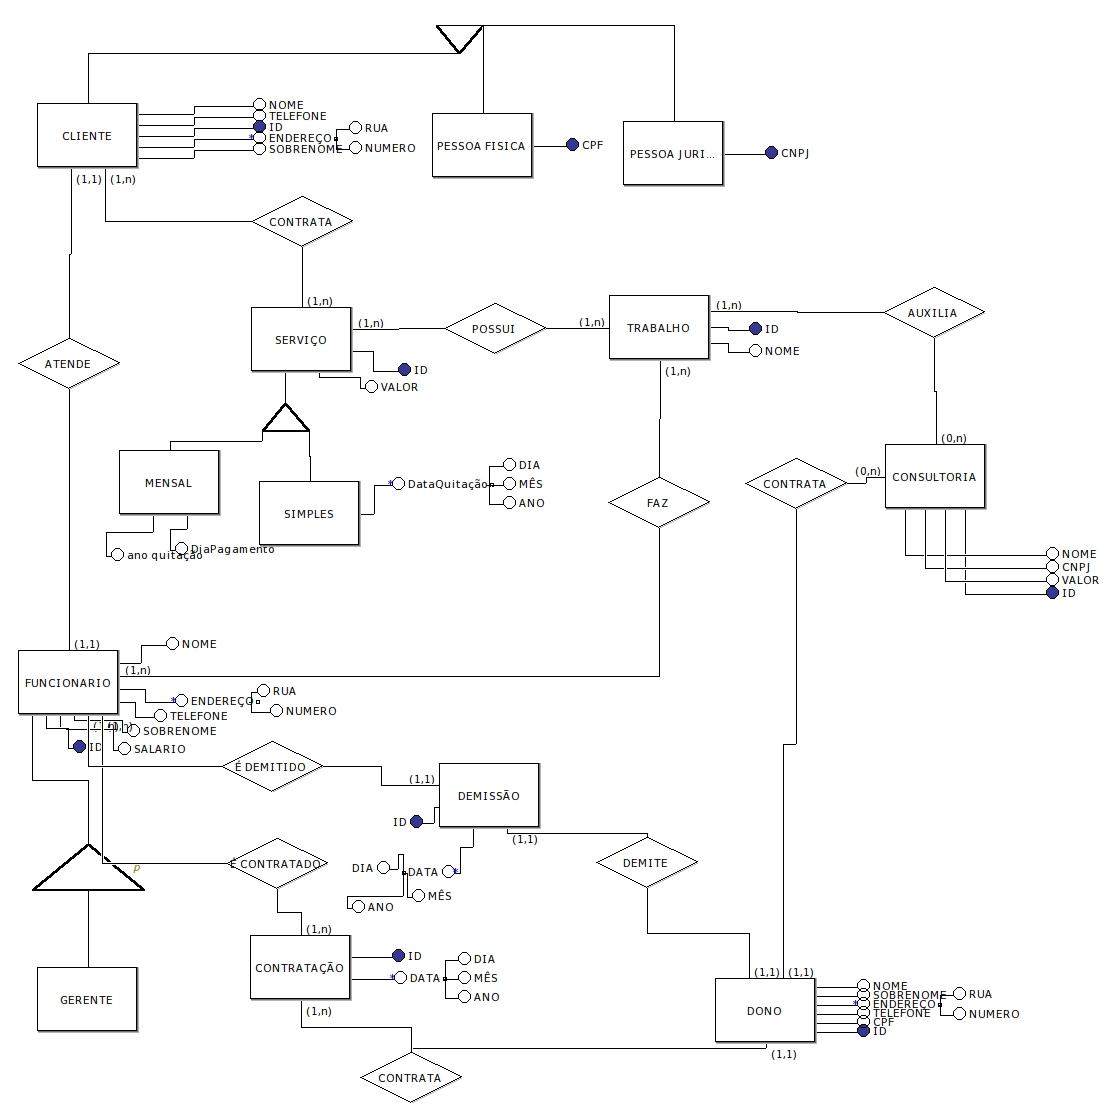 CLIENTE
NOME
TELEFONE
ID
* ENDEREÇO
SOBRENOME
RUA
NUMERO
PESSOA FISICA
CPF
PESSOA JURI...
CNPJ
(1,1)
(1,n)
CONTRATA
(1,n)
SERVIÇO
(1,n)
POSSUI
(1,n)
TRABALHO
(1,n)
AUXILIA
ID
NOME
(1,n)
ID
VALOR
ATENDE
MENSAL
SIMPLES
* DataQuitação
DIA
MÊS
ANO
DiaPagamento
ano quitação
FAZ
CONTRATA
(0,n)
(0,n)
CONSULTORIA
NOME
CNPJ
VALOR
ID
(1,1)
FUNCIONARIO
NOME
(1,n)
* ENDEREÇO
RUA
NUMERO
TELEFONE
SOBRENOME
ID
SALARIO
É DEMITIDO
(1,1)
DEMISSÃO
ID
(1,1)
DIA
DATA *
MÊS
ANO
DEMITE
p
É CONTRATADO
(1,n)
CONTRATAÇÃO
ID
* DATA
DIA
MÊS
ANO
(1,n)
GERENTE
CONTRATA
(1,1)
(1,1)
DONO
NOME
SOBRENOME
* ENDEREÇO
TELEFONE
CPF
ID
RUA
NUMERO
(1,1)